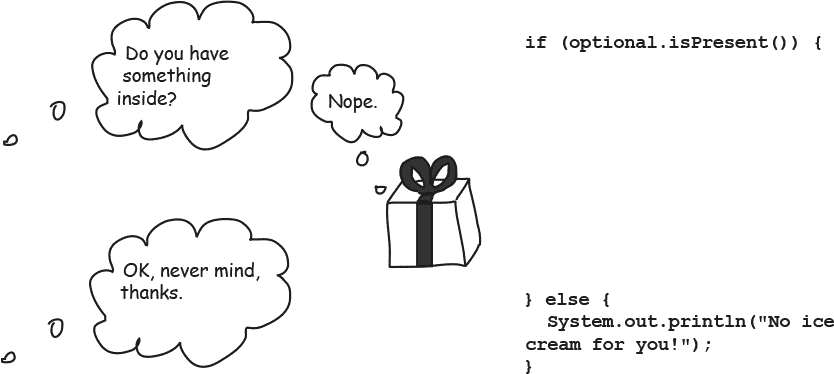 Do you have
something
inside?
Nope.
OK, never mind,
thanks.
if (optional.isPresent()) {
} else {
  System.out.println("No ice
cream for you!");
}